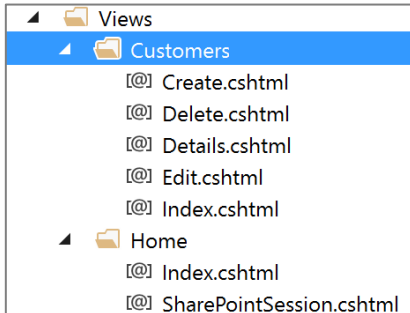 Views
Customers
[@] Create.cshtml
[@] Delete.cshtml
[@] Details.cshtml
[@] Edit.cshtml
[@] Index.cshtml
Home
[@] Index.cshtml
[@] SharePointSession.cshtml